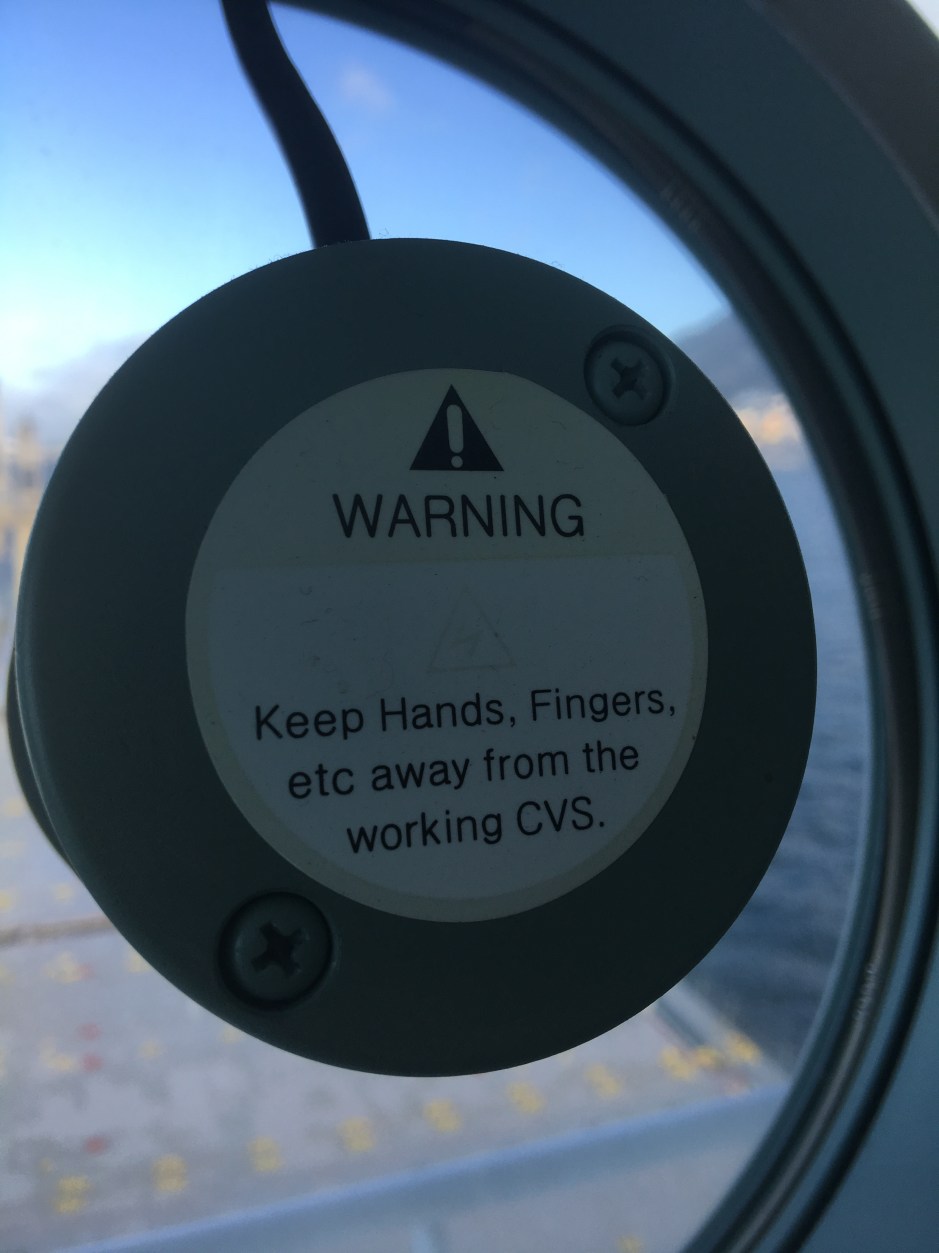 WARNING
Keep Hands, Fingers,
etc away from the
working CVS.